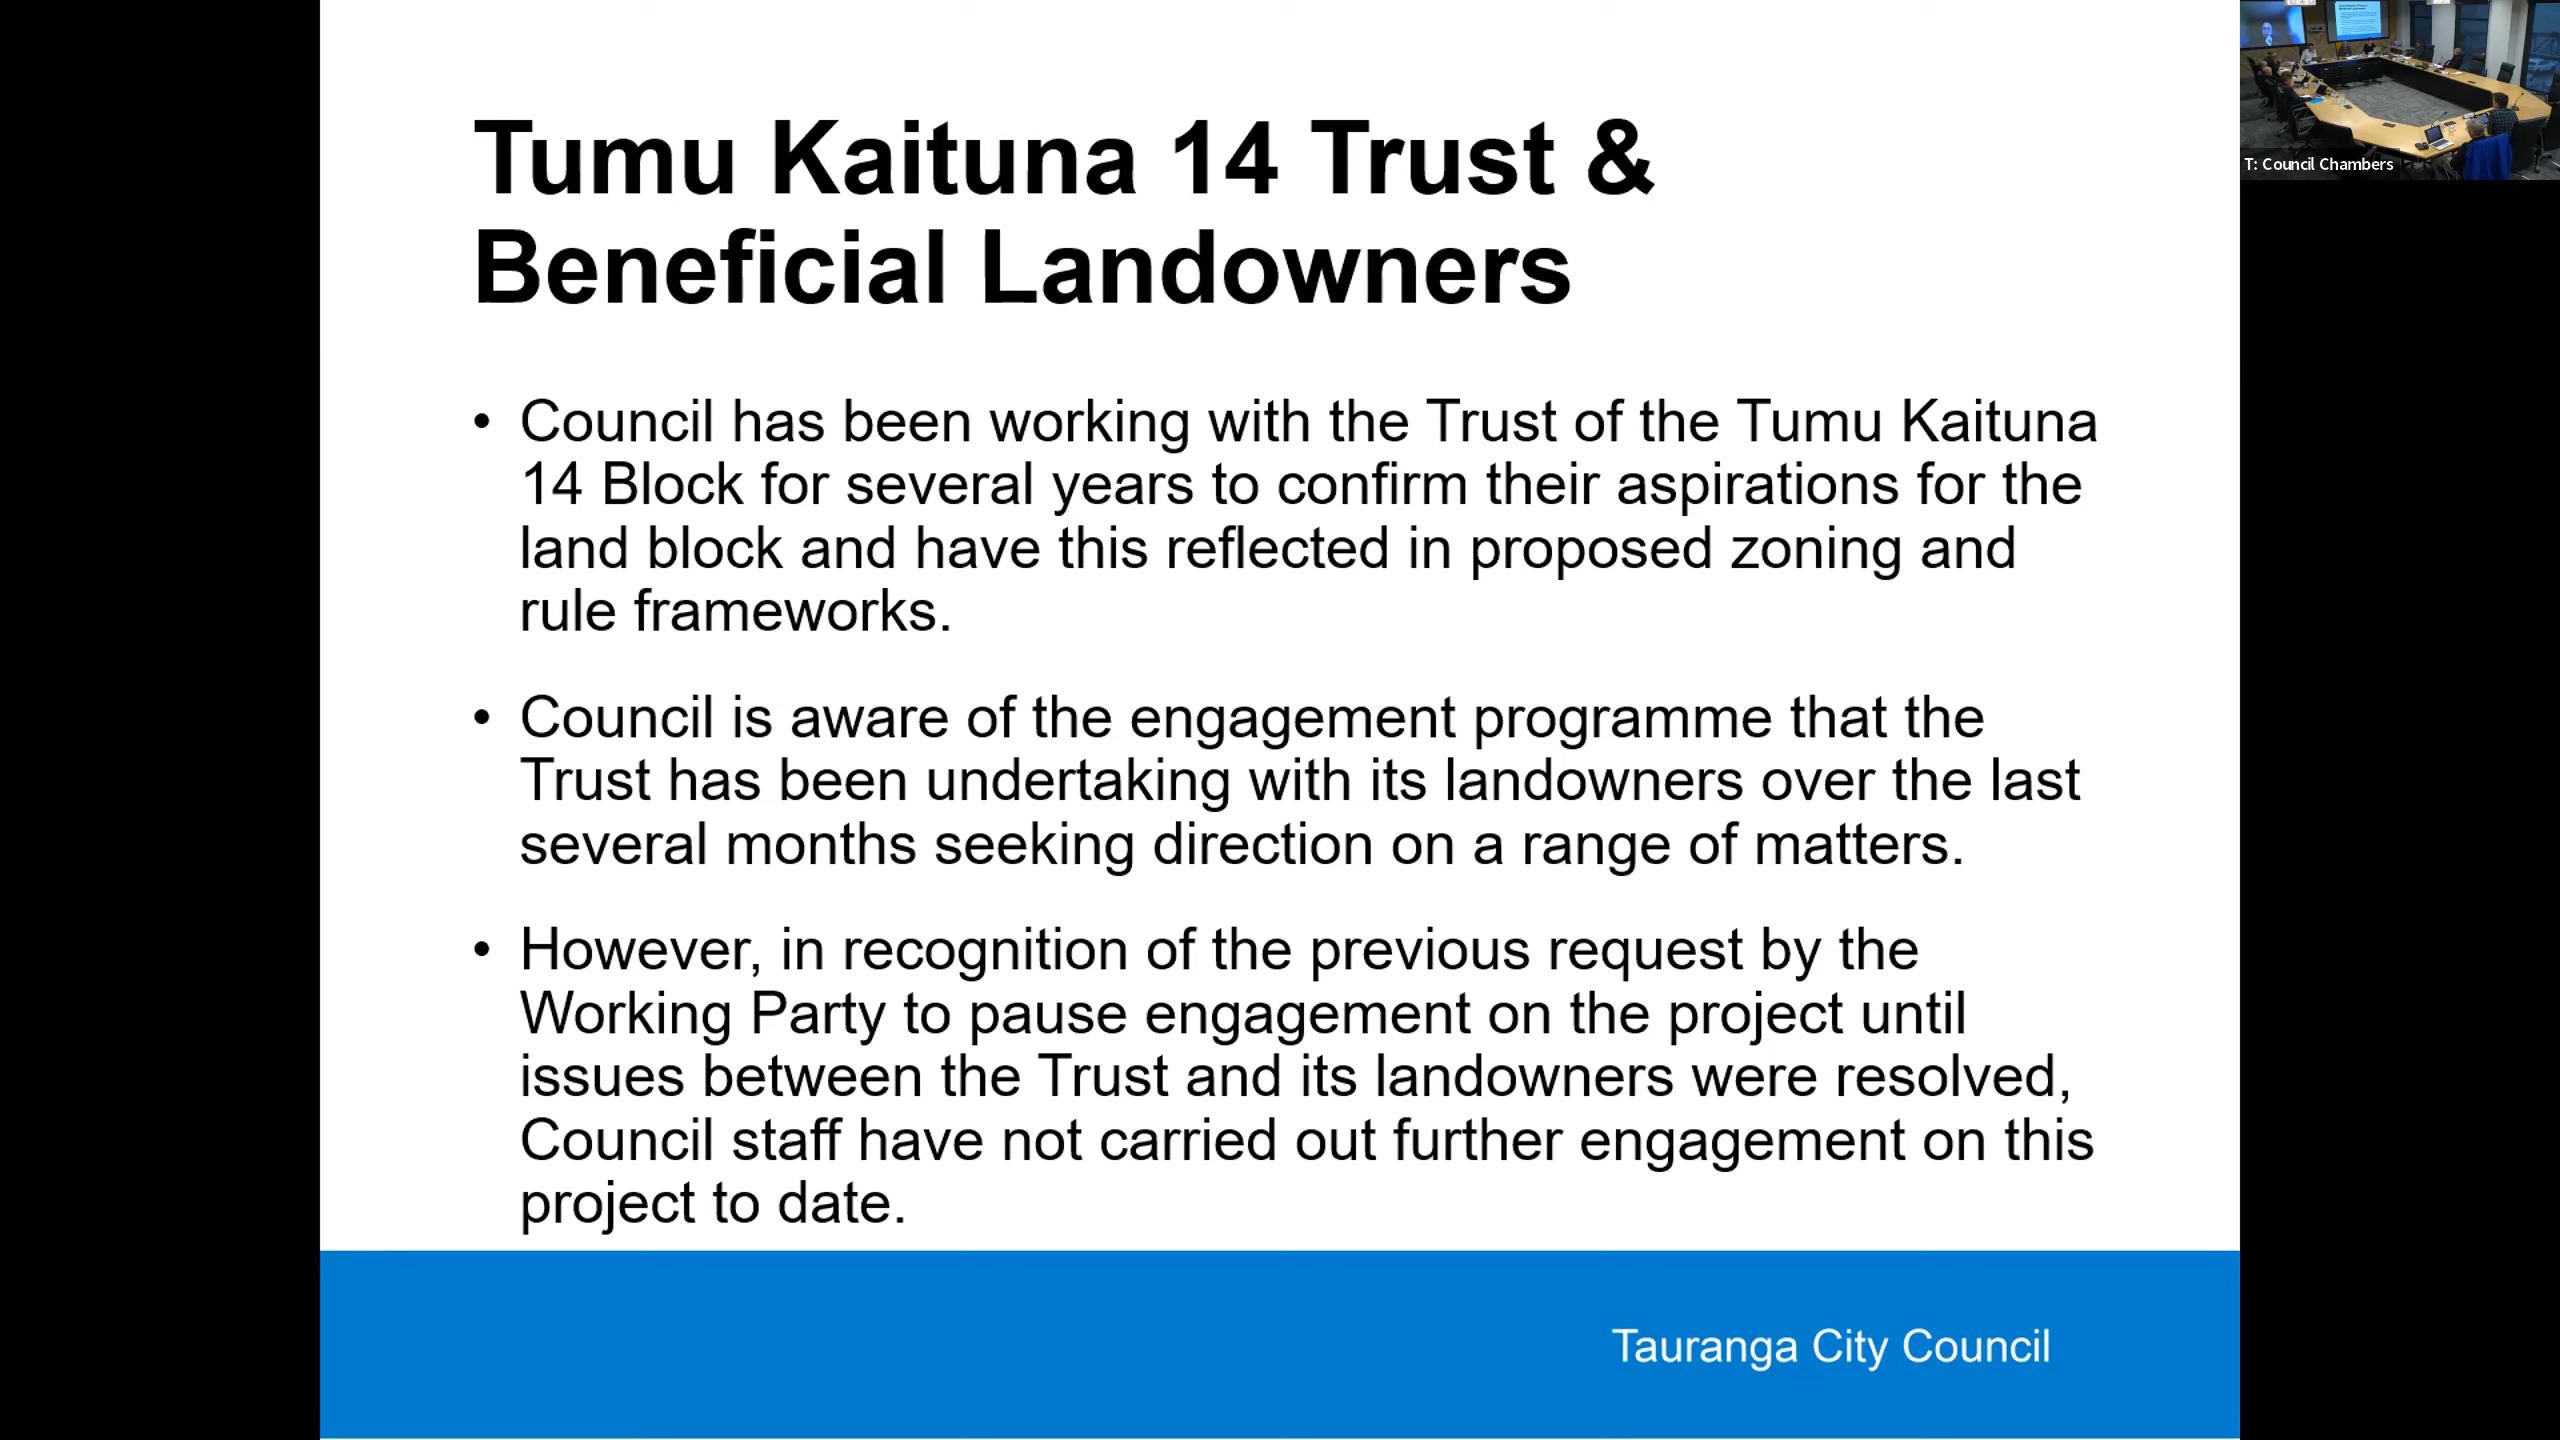 Tumu Kaituna 14 Trust &
Beneficial Landowners
• Council has been working with the Trust of the Tumu Kaituna
14 Block for several years to confirm their aspirations for the
land block and have this reflected in proposed zoning and
rule frameworks.
• Council is aware of the engagement programme that the
Trust has been undertaking with its landowners over the last
several months seeking direction on a range of matters.
• However, in recognition of the previous request by the
Working Party to pause engagement on the project until
issues between the Trust and its landowners were resolved,
Council staff have not carried out further engagement on this
project to date.
Tauranga City Council
T: Council Chambers